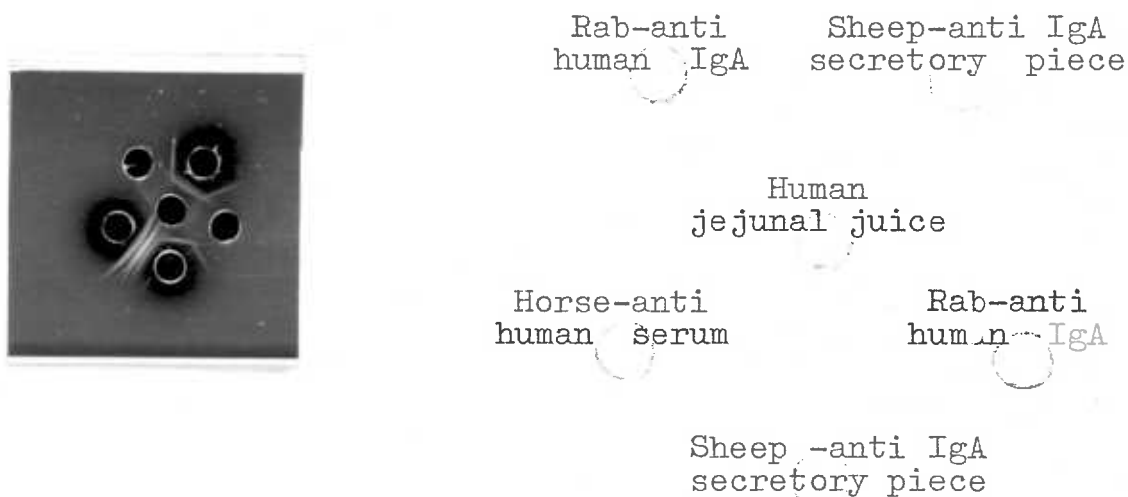 Rab-anti
human IgA
Sheep-anti IgA
secretory piece
Human
jejunal juice
Horse-anti
human serum
Rab-anti
IgA
Sheep -anti IgA
secretory piece